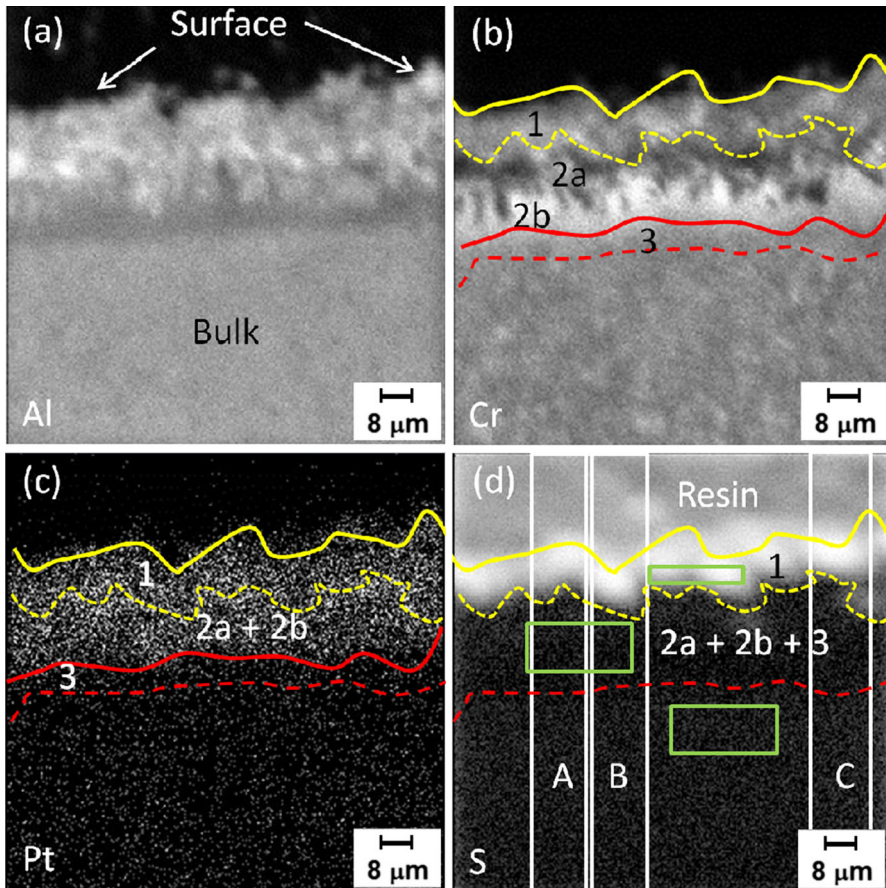 (a)
Surface
Bulk
Al
8 μm
(b)
1
2a
2b
3
Cr
8 μm
(c)
1
2a + 2b
3
Pt
8 μm
(d)
Resin
1
2a + 2b + 3
A
B
C
S
8 μm